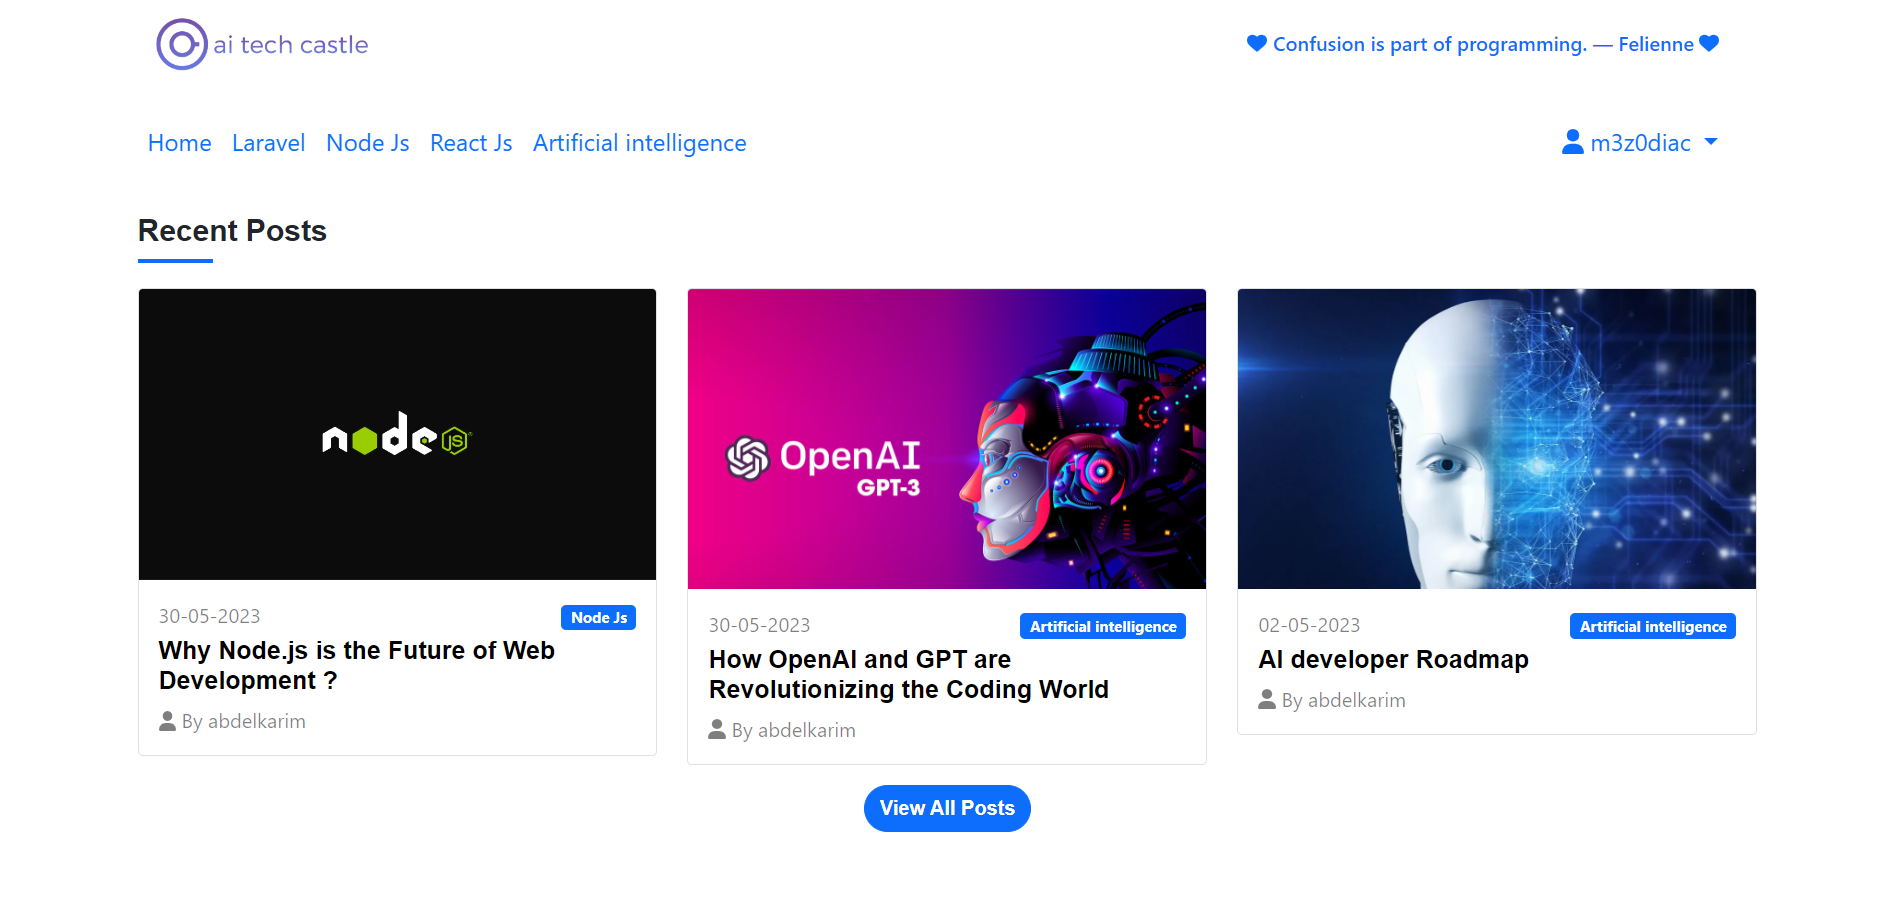 ai tech castle
Confusion is part of programming. — Felienne
Home Laravel Node Js React Js Artificial intelligence
m3z0diac
Recent Posts
node JS
30-05-2023 Node Js
Why Node.js is the Future of Web
Development ?
By abdelkarim
OpenAI
GPT-3
30-05-2023 Artificial intelligence
How OpenAI and GPT are
Revolutionizing the Coding World
By abdelkarim
02-05-2023 Artificial intelligence
AI developer Roadmap
By abdelkarim
View All Posts